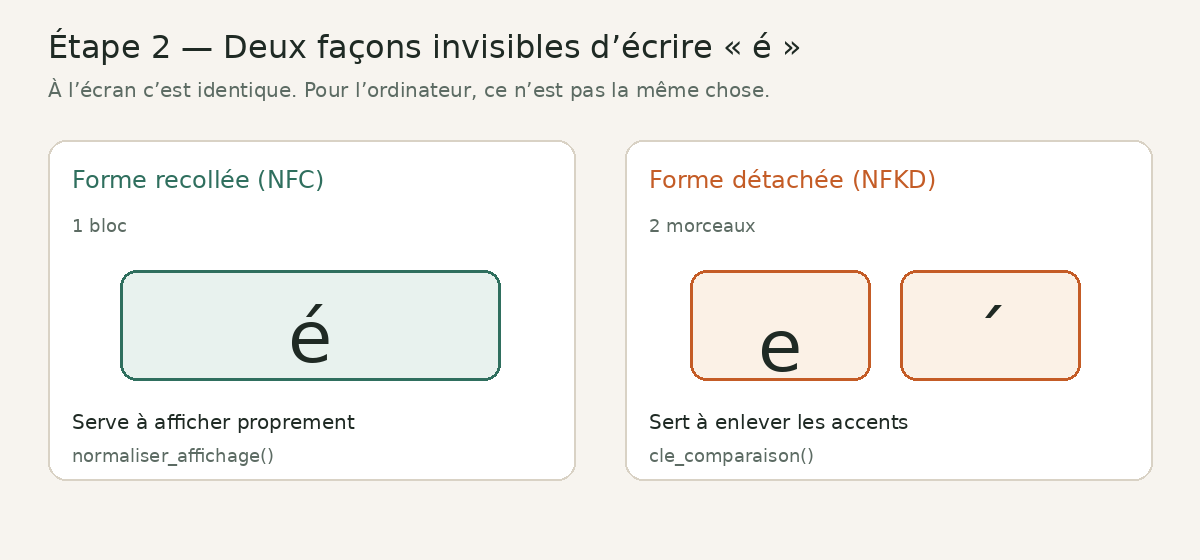 Étape 2 — Deux façons invisibles d’écrire « é »
À l’écran c’est identique. Pour l’ordinateur, ce n’est pas la même chose.
Forme recollée (NFC)
1 bloc
é
Serve à afficher proprement
normaliser_affichage()
Forme détachée (NFKD)
2 morceaux
e ´
Sert à enlever les accents
cle_comparaison()